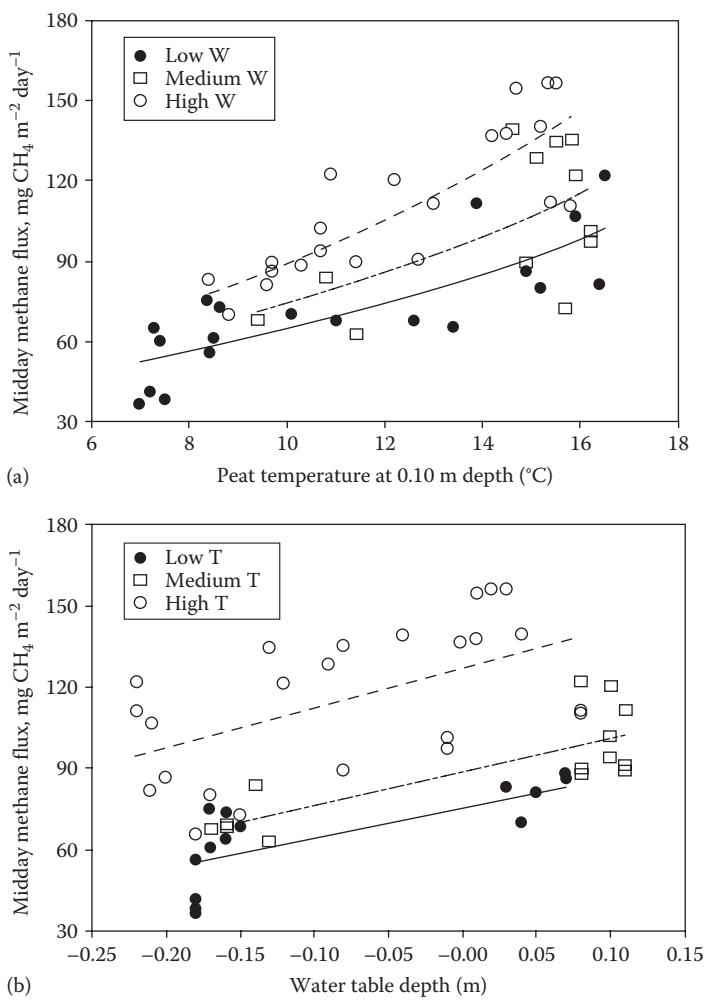 180
150
120
90
60
30
Midday methane flux, mg CH₄ m⁻² day⁻¹
Low W
Medium W
High W
6 8 10 12 14 16 18
(a) Peat temperature at 0.10 m depth (°C)
180
150
120
90
60
30
Midday methane flux, mg CH₄ m⁻² day⁻¹
Low T
Medium T
High T
−0.25 −0.20 −0.15 −0.10 −0.05 −0.00 0.05 0.10 0.15
(b) Water table depth (m)